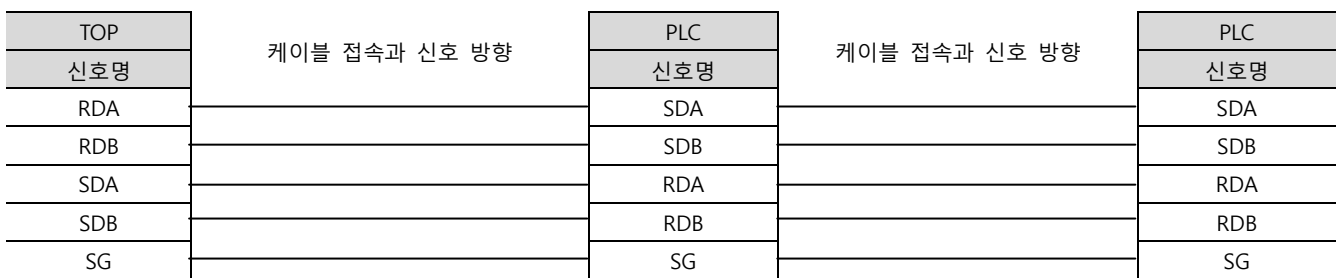 TOP 케이블 접속과 신호 방향 PLC 케이블 접속과 신호 방향 PLC
신호명 신호명 신호명
RDA SDA SDA
RDB SDB SDB
SDA RDA RDA
SDB RDB RDB
SG SG SG